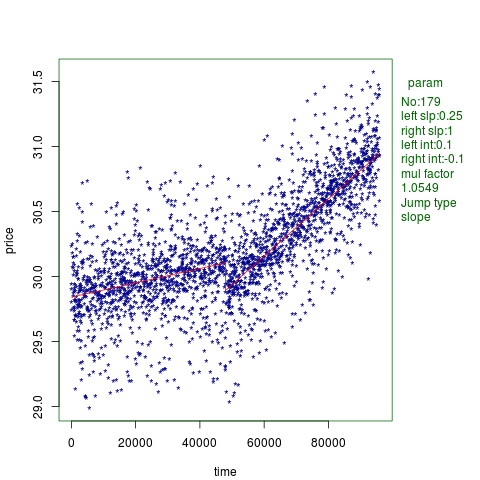 param
No:179
left slp:0.25
right slp:1
left int:0.1
right int:-0.1
mul factor
1.0549
Jump type
slope
31.5
31.0
30.5
30.0
29.5
29.0
price
0 20000 40000 60000 80000
time